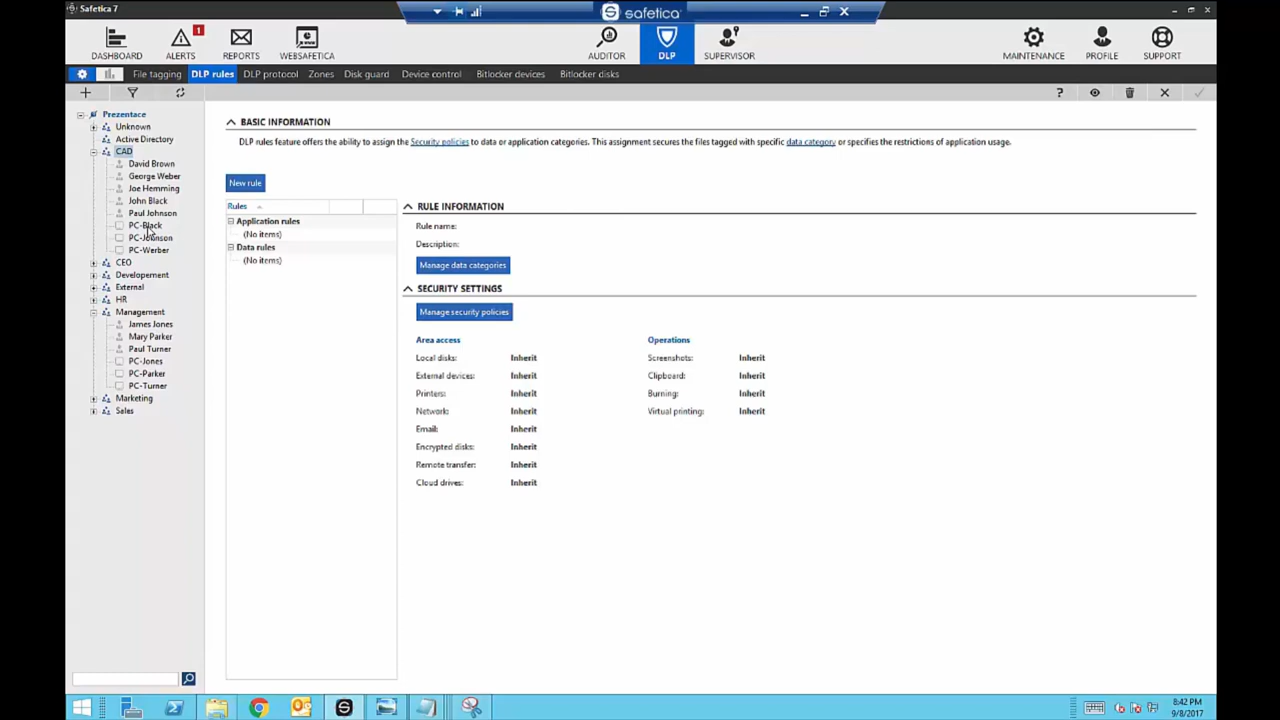 Safetica 7
safetica
DASHBOARD
ALERTS
1
REPORTS
WEBSAFETICA
AUDITOR
DLP
SUPERVISOR
MAINTENANCE
PROFILE
SUPPORT
File tagging
DLP rules
DLP protocol
Zones
Disk guard
Device control
Bitlocker devices
Bitlocker disks
?
Prezentace
Unknown
Active Directory
CAD
David Brown
George Weber
Joe Hemming
John Black
Paul Johnson
PC-Black
PC-Johnson
PC-Werber
CEO
Developement
External
HR
Management
James Jones
Mary Parker
Paul Turner
PC-Jones
PC-Parker
PC-Turner
Marketing
Sales
BASIC INFORMATION
DLP rules feature offers the ability to assign the Security policies to data or application categories. This assignment secures the files tagged with specific data category or specifies the restrictions of application usage.
New rule
Rules
Application rules
(No items)
Data rules
(No items)
RULE INFORMATION
Rule name:
Description:
Manage data categories
SECURITY SETTINGS
Manage security policies
Area access
Local disks: Inherit
External devices: Inherit
Printers: Inherit
Network: Inherit
Email: Inherit
Encrypted disks: Inherit
Remote transfer: Inherit
Cloud drives: Inherit
Operations
Screenshots: Inherit
Clipboard: Inherit
Burning: Inherit
Virtual printing: Inherit
8:42 PM
9/8/2017